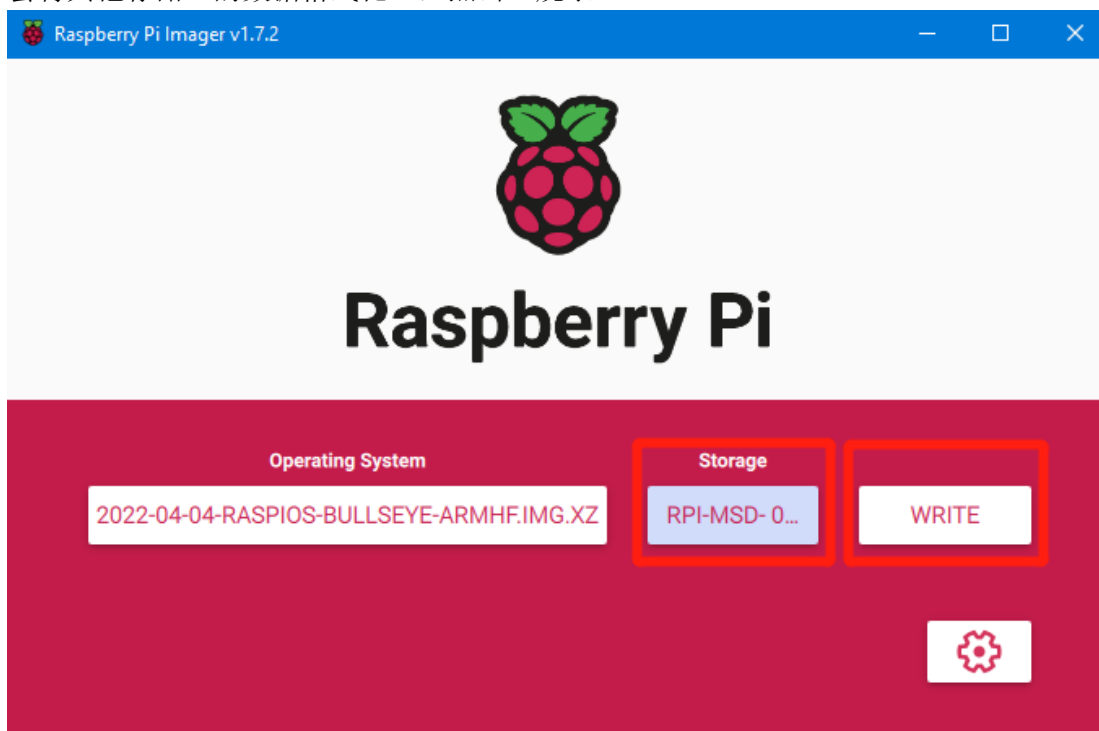 Raspberry Pi Imager v1.7.2
Raspberry Pi
Operating System
Storage
2022-04-04-RASPIOS-BULLSEYE-ARMHF.IMG.XZ
RPI-MSD- 0...
WRITE